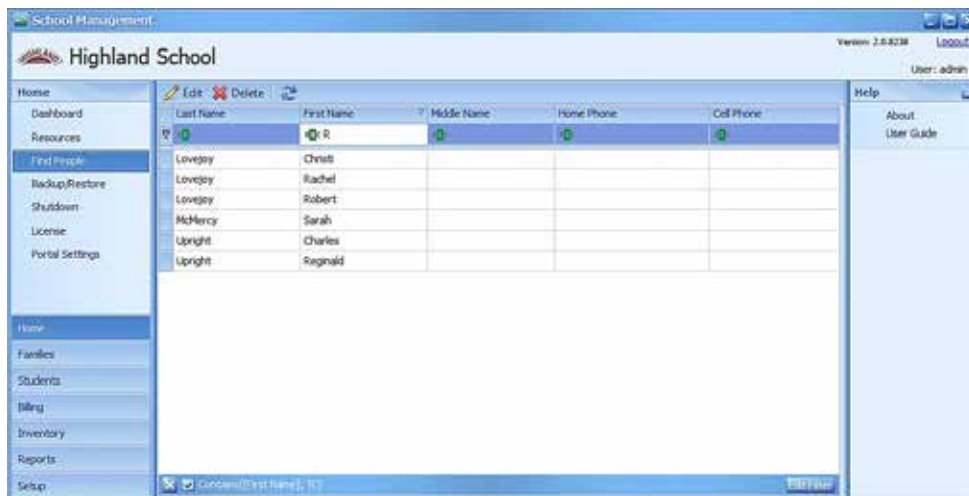 School Management
Highland School
Version: 2.0.8238 Logout
User: admin
Home
Dashboard
Resources
Find People
Backup/Restore
Shutdown
License
Portal Settings
Home
Families
Students
Billing
Inventory
Reports
Setup
Edit Delete
Last Name First Name Middle Name Home Phone Cell Phone
R
Lovejoy Christi
Lovejoy Rachel
Lovejoy Robert
McMercy Sarah
Upright Charles
Upright Reginald
Contains([First Name], 'R')
Edit Filter
Help
About
User Guide